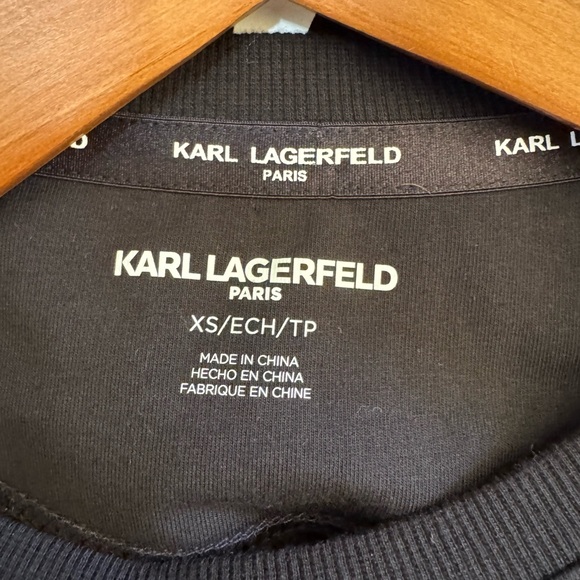 D
KARL LAGERFELD
PARIS
KARL L
KARL LAGERFELD
PARIS
XS/ECH/TP
MADE IN CHINA
HECHO EN CHINA
FABRIQUE EN CHINE